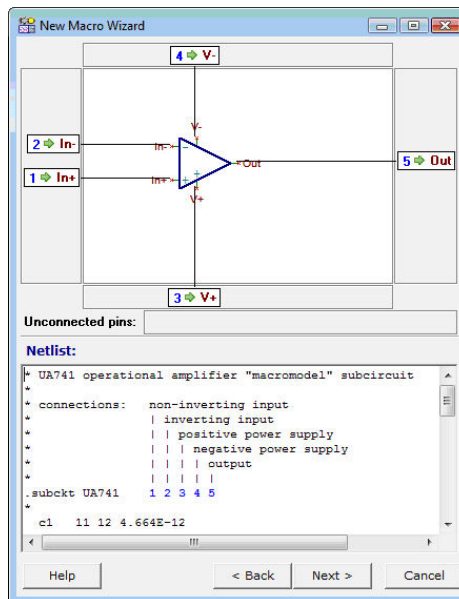 New Macro Wizard
4 V-
V-
2 In-
In-
1 In+
In+
Out
5 Out
V+
3 V+
Unconnected pins:
Netlist:
* UA741 operational amplifier "macromodel" subcircuit
*
* connections: non-inverting input
* | inverting input
* | | positive power supply
* | | | negative power supply
* | | | | output
* | | | | |
.subckt UA741 1 2 3 4 5
*
c1 11 12 4.664E-12
Help
< Back
Next >
Cancel